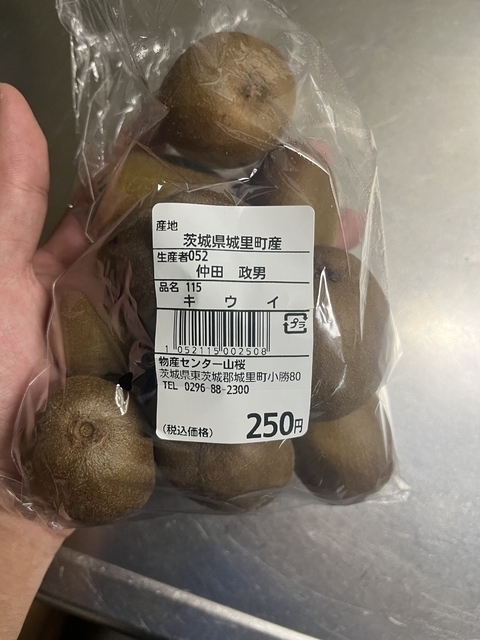 産地
茨城県城里町産
生産者052
仲田 政男
品名 115
キ ウ イ
プラ
1 052115 002508
物産センター山桜
茨城県東茨城郡城里町小勝80
TEL 0296-88-2300
(税込価格) 250円